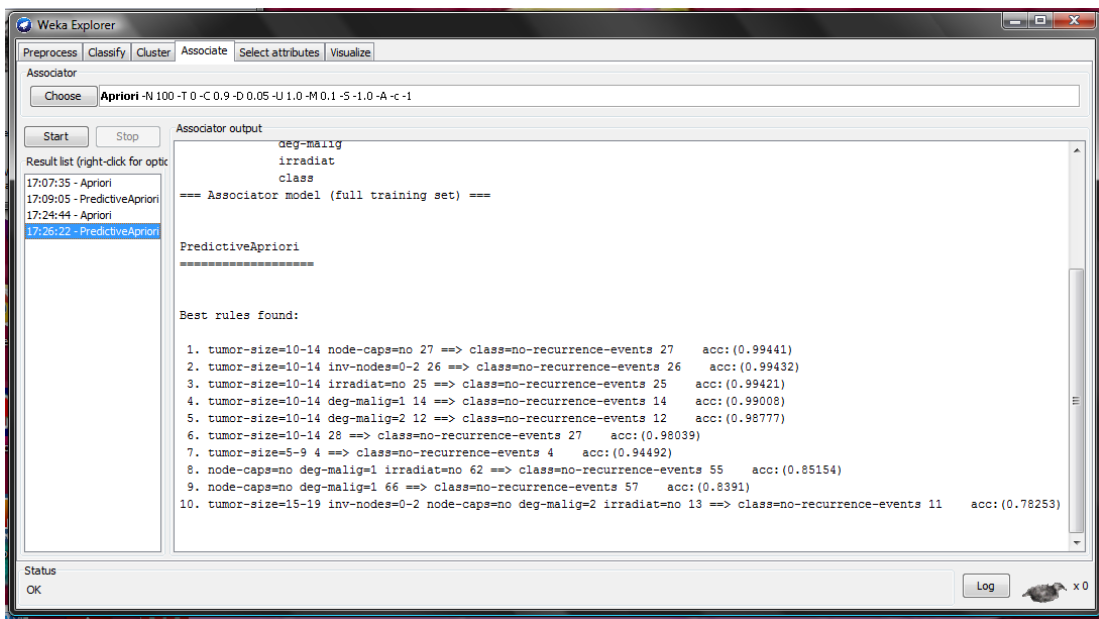 Weka Explorer
Preprocess Classify Cluster Associate Select attributes Visualize
Associator
Choose Apriori -N 100 -T 0 -C 0.9 -D 0.05 -U 1.0 -M 0.1 -S -1.0 -A -c -1
Start Stop
Associator output
Result list (right-click for optic
17:07:35 - Apriori
17:09:05 - PredictiveApriori
17:24:44 - Apriori
17:26:22 - PredictiveApriori
deg-malig
irradiat
class
=== Associator model (full training set) ===
PredictiveApriori
===================
Best rules found:
1. tumor-size=10-14 node-caps=no 27 ==> class=no-recurrence-events 27 acc:(0.99441)
2. tumor-size=10-14 inv-nodes=0-2 26 ==> class=no-recurrence-events 26 acc:(0.99432)
3. tumor-size=10-14 irradiat=no 25 ==> class=no-recurrence-events 25 acc:(0.99421)
4. tumor-size=10-14 deg-malig=1 14 ==> class=no-recurrence-events 14 acc:(0.99008)
5. tumor-size=10-14 deg-malig=2 12 ==> class=no-recurrence-events 12 acc:(0.98777)
6. tumor-size=10-14 28 ==> class=no-recurrence-events 27 acc:(0.98039)
7. tumor-size=5-9 4 ==> class=no-recurrence-events 4 acc:(0.94492)
8. node-caps=no deg-malig=1 irradiat=no 62 ==> class=no-recurrence-events 55 acc:(0.85154)
9. node-caps=no deg-malig=1 66 ==> class=no-recurrence-events 57 acc:(0.8391)
10. tumor-size=15-19 inv-nodes=0-2 node-caps=no deg-malig=2 irradiat=no 13 ==> class=no-recurrence-events 11 acc:(0.78253)
Status
OK
Log x 0